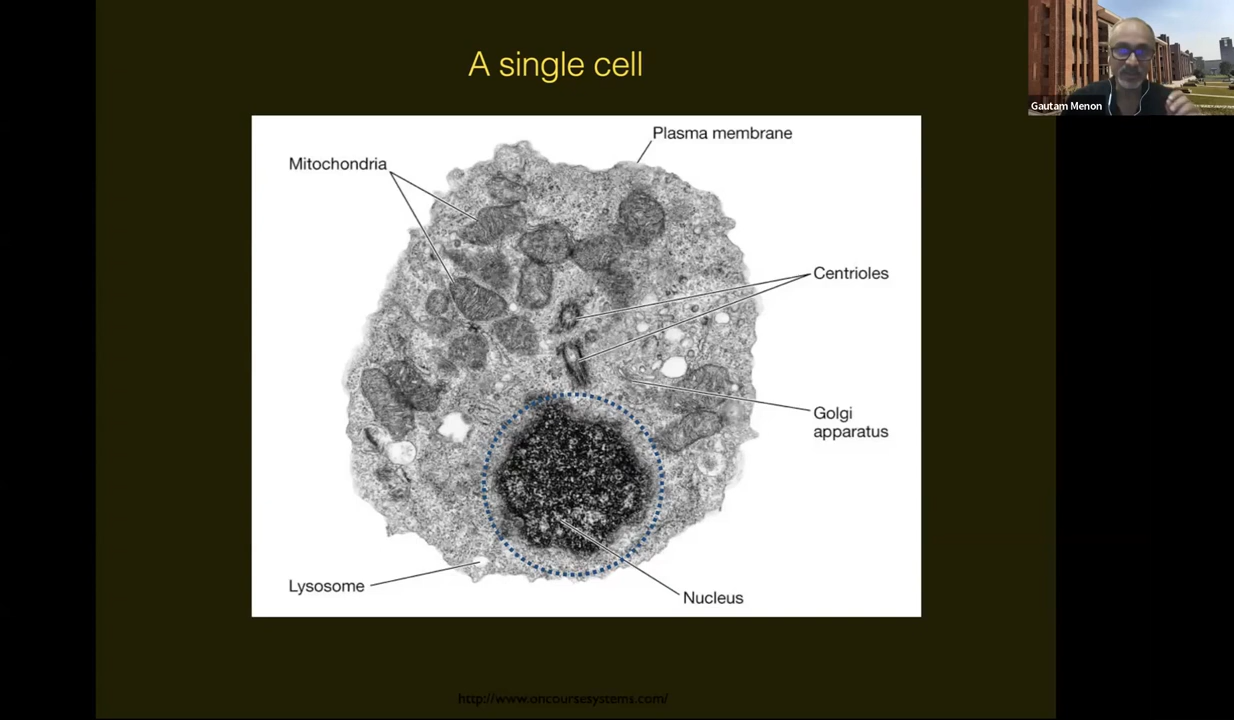 A single cell
Gautam Menon
Plasma membrane
Mitochondria
Centrioles
Golgi
apparatus
Lysosome
Nucleus
http://www.oncoursesystems.com/